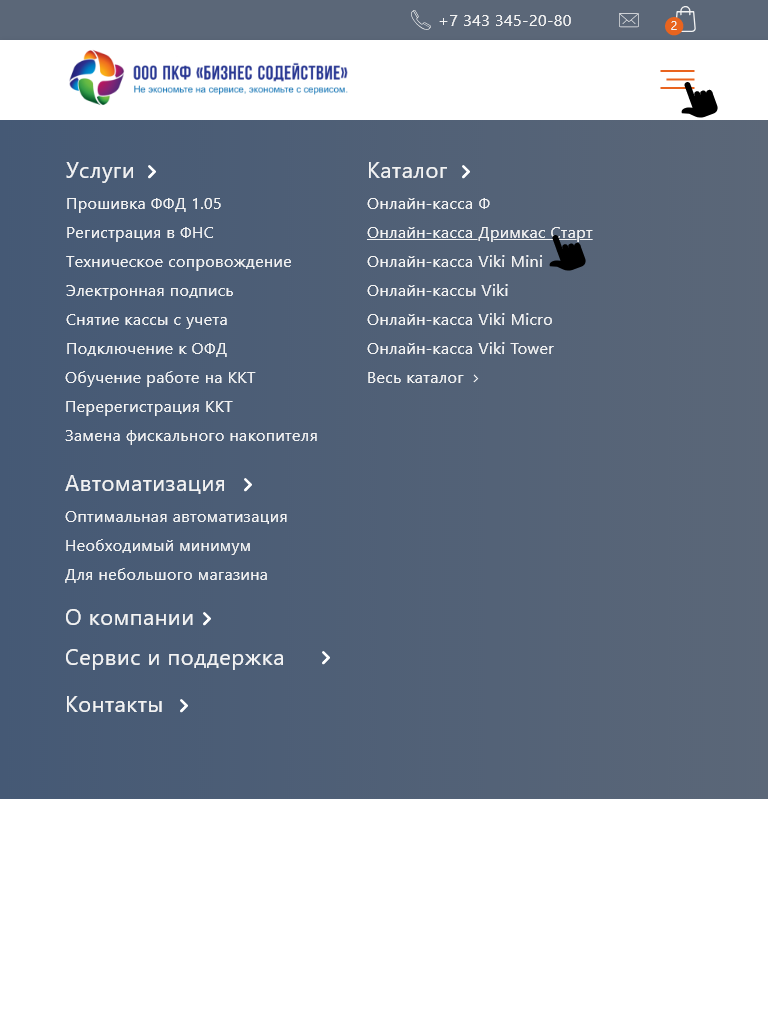 +7 343 345-20-80
2
ООО ПКФ «БИЗНЕС СОДЕЙСТВИЕ»
Не экономьте на сервисе, экономьте с сервисом.
Услуги
Прошивка ФФД 1.05
Регистрация в ФНС
Техническое сопровождение
Электронная подпись
Снятие кассы с учета
Подключение к ОФД
Обучение работе на ККТ
Перерегистрация ККТ
Замена фискального накопителя
Автоматизация
Оптимальная автоматизация
Необходимый минимум
Для небольшого магазина
О компании
Сервис и поддержка
Контакты
Каталог
Онлайн-касса Ф
Онлайн-касса Дримкас Старт
Онлайн-касса Viki Mini
Онлайн-кассы Viki
Онлайн-касса Viki Micro
Онлайн-касса Viki Tower
Весь каталог